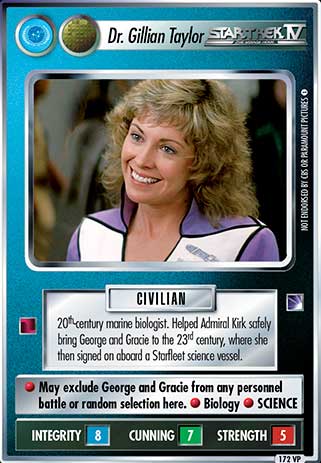 Dr. Gillian Taylor STAR TREK IV
NOT ENDORSED BY CBS OR PARAMOUNT PICTURES
CIVILIAN
20th-century marine biologist. Helped Admiral Kirk safely
bring George and Gracie to the 23rd century, where she
then signed on aboard a Starfleet science vessel.
• May exclude George and Gracie from any personnel
battle or random selection here. • Biology • SCIENCE
INTEGRITY 8 CUNNING 7 STRENGTH 5
172 VP